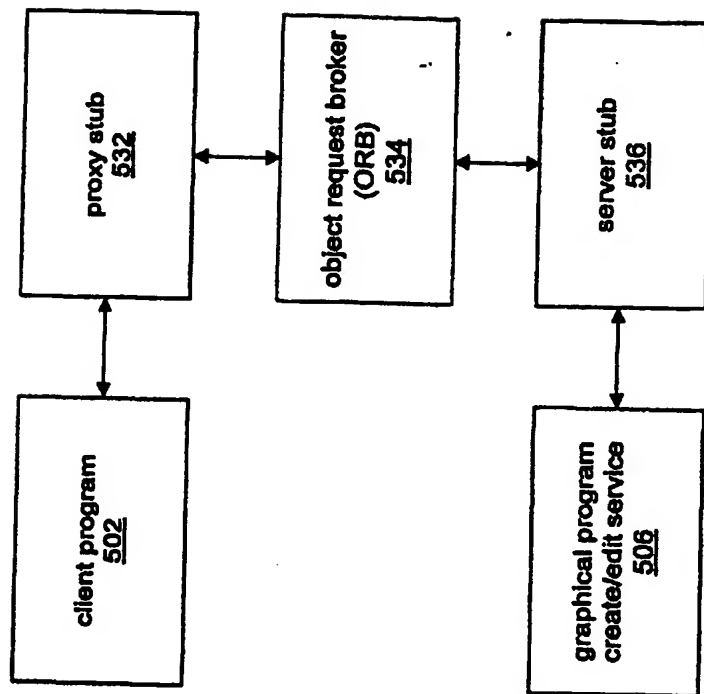 client program
502
proxy stub
532
object request broker
(ORB)
534
server stub
536
graphical program
create/edit service
506